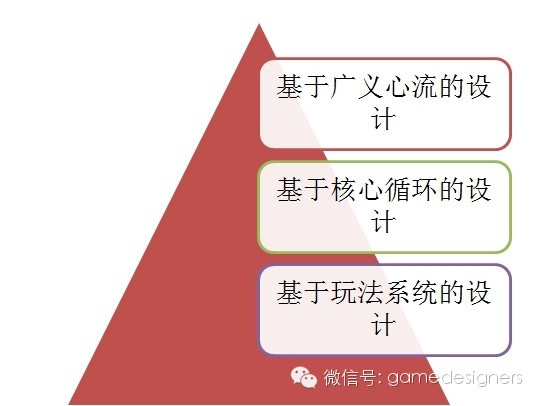 基于广义心流的设
计
基于核心循环的设
计
基于玩法系统的设
计
微信号: gamedesigners